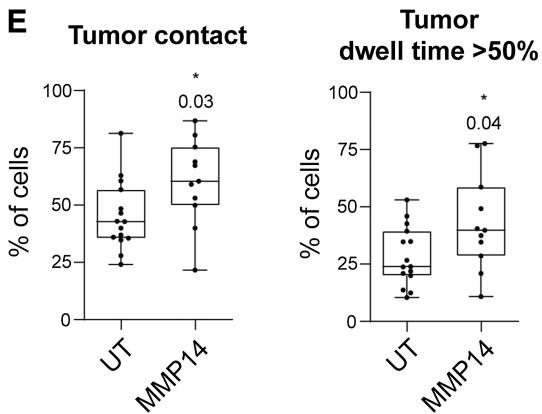 E
Tumor contact
% of cells
100
75
50
25
0
*
0.03
UT
MMP14
Tumor
dwell time >50%
% of cells
100
75
50
25
0
*
0.04
UT
MMP14